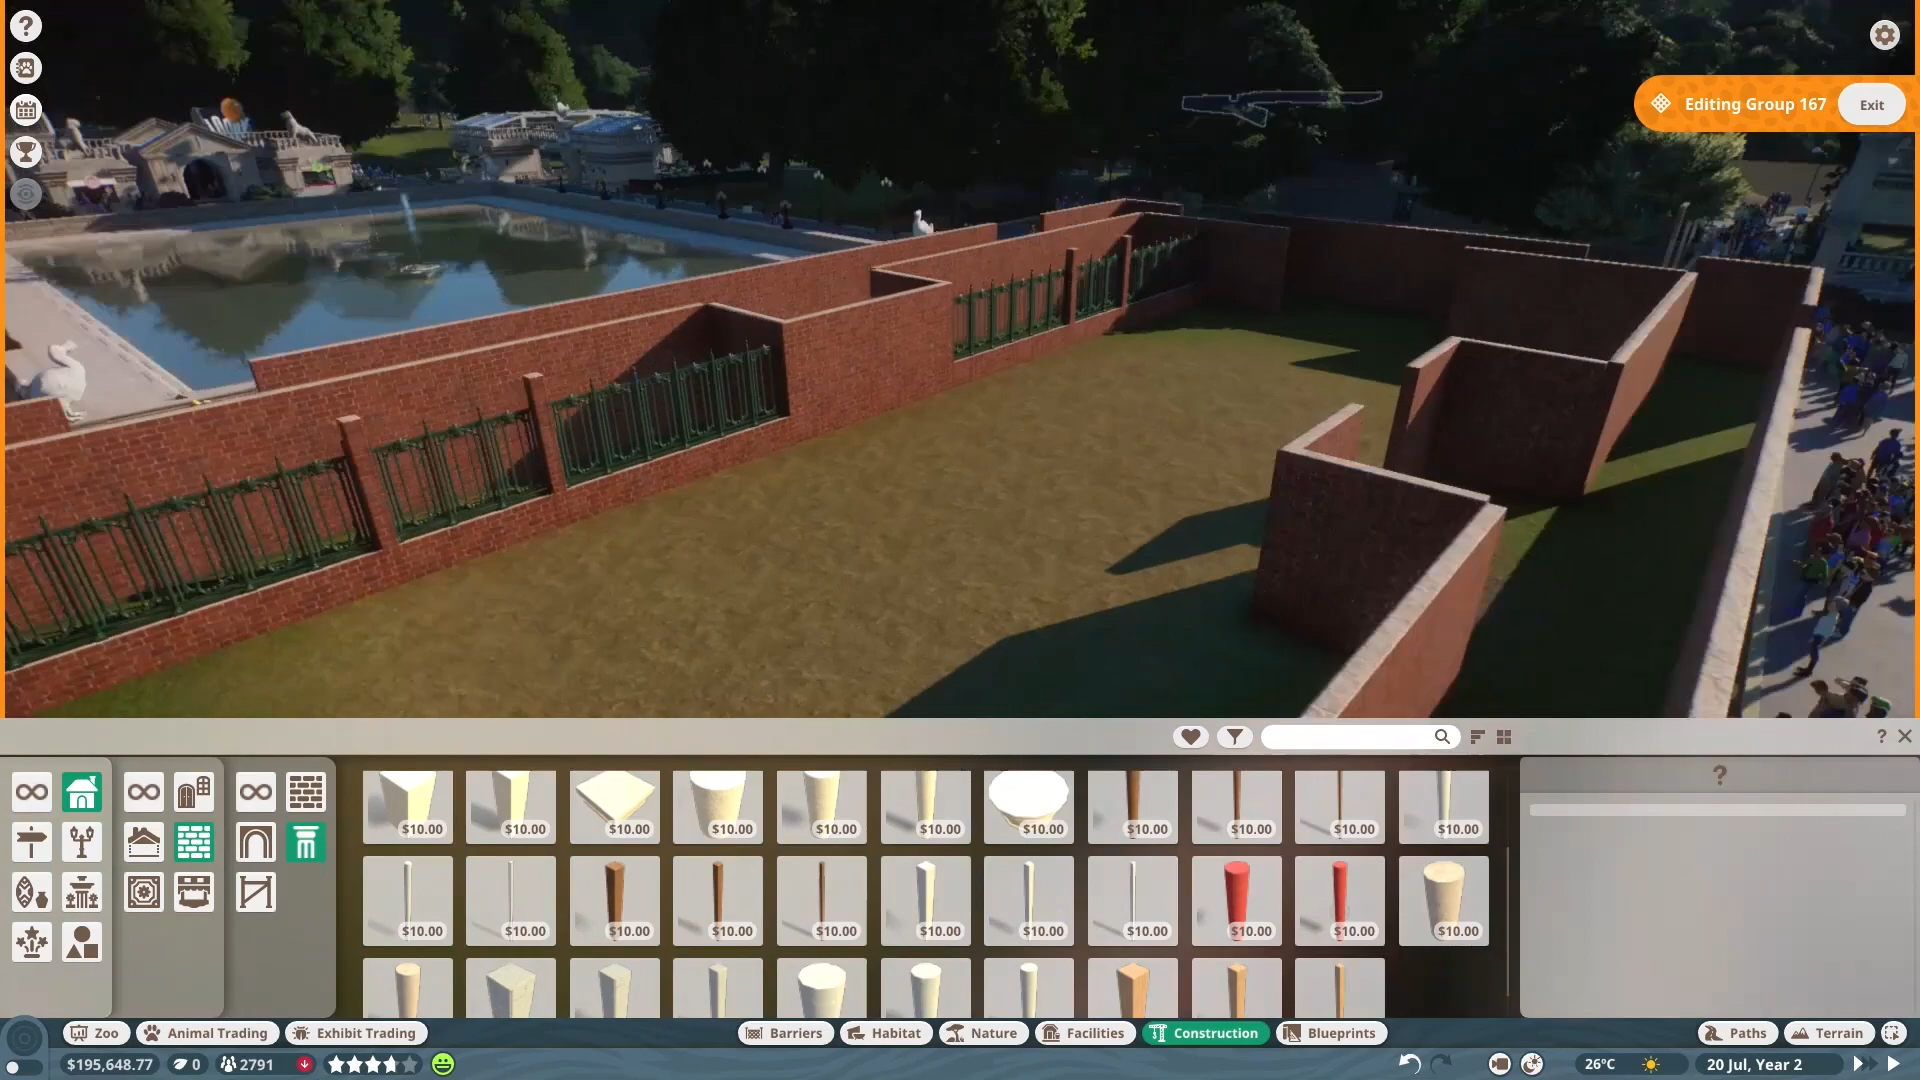 ?
Editing Group 167
Exit
? 
?
$10.00 $10.00 $10.00 $10.00 $10.00 $10.00 $10.00 $10.00 $10.00 $10.00 $10.00
$10.00 $10.00 $10.00 $10.00 $10.00 $10.00 $10.00 $10.00 $10.00 $10.00 $10.00
Zoo Animal Trading Exhibit Trading Barriers Habitat Nature Facilities Construction Blueprints Paths Terrain
$195,648.77 0 2791 26°C 20 Jul, Year 2